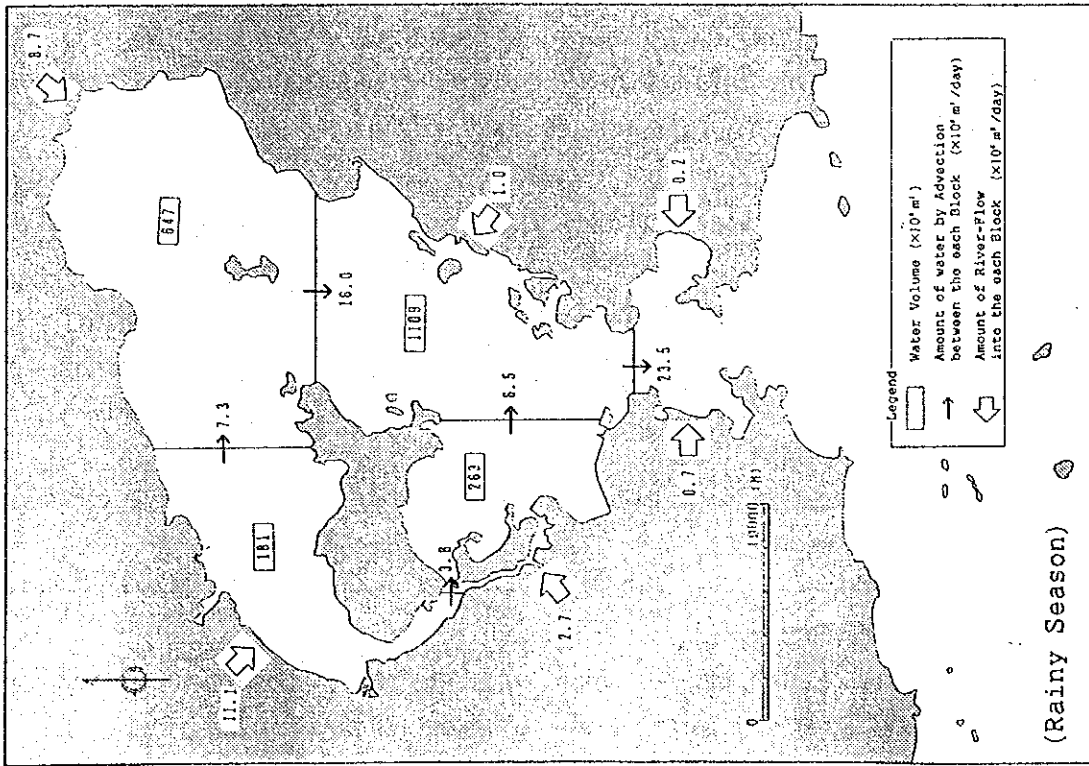 8.7
647
7.3
181
11.1
16.0
1.0
1109
6.5
263
3.8
2.7
0.2
23.5
0.7
0 10000 (M)
Legend
Water Volume (×10⁶m³)
Amount of water by Advection
between the each Block (×10⁶m³/day)
Amount of River-Flow
into the each Block (×10⁶m³/day)
(Rainy Season)